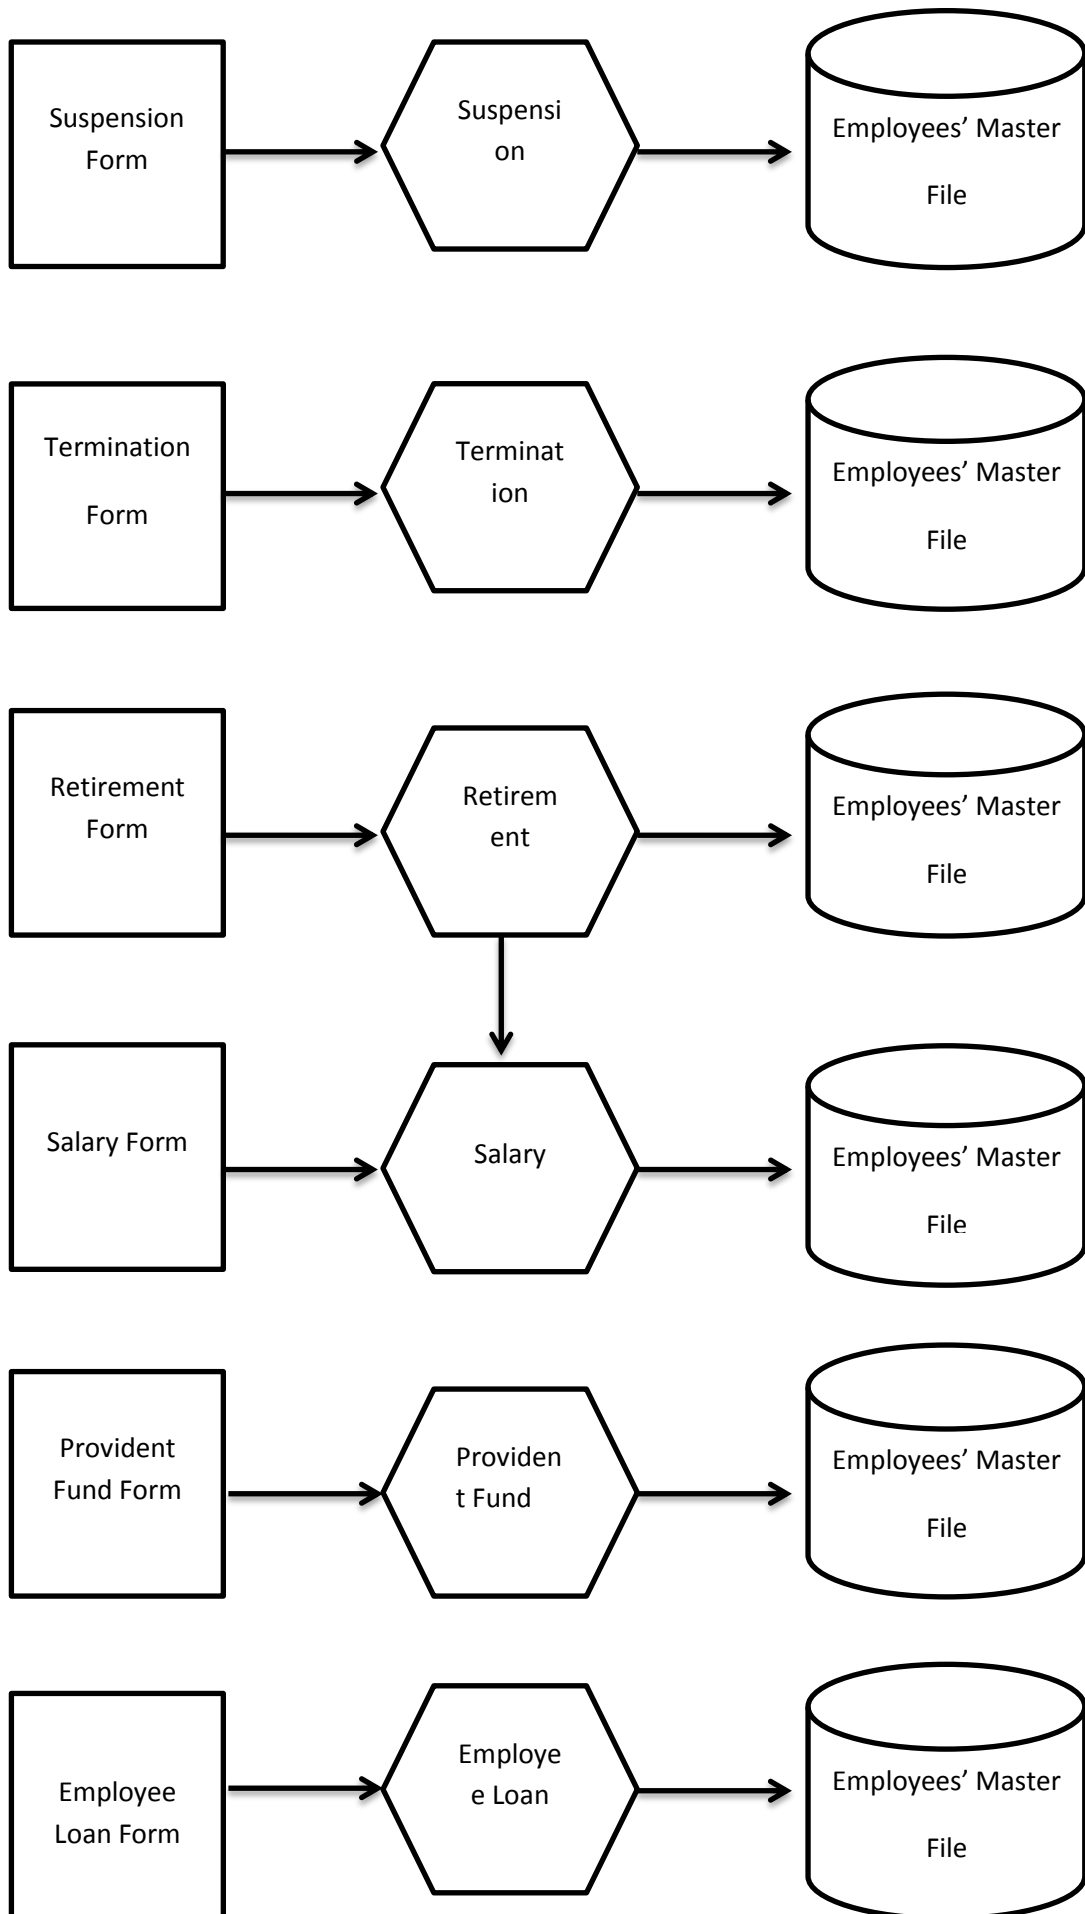 Suspension
Form
Suspensi
on
Employees’ Master
File
Termination
Form
Terminat
ion
Employees’ Master
File
Retirement
Form
Retirem
ent
Employees’ Master
File
Salary Form
Salary
Employees’ Master
File
Provident
Fund Form
Providen
t Fund
Employees’ Master
File
Employee
Loan Form
Employe
e Loan
Employees’ Master
File